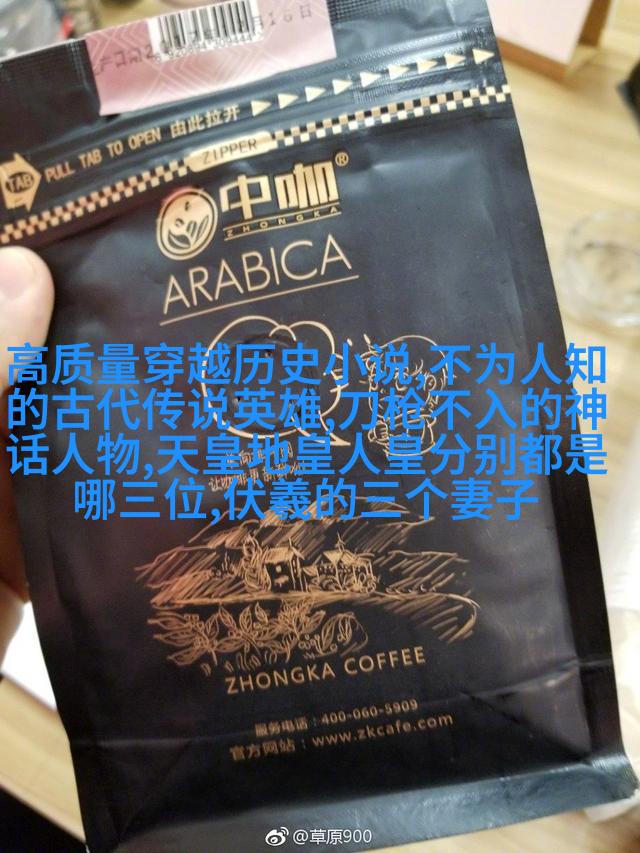 PULL TAB TO OPEN 由此拉开
TAB
ZIPPER
中咖®
ZHONGKA
ARABICA
高质量穿越历史小说,不为人知
的古代传说英雄,刀枪不入的神
话人物,天皇地皇人皇分别都是
哪三位,伏羲的三个妻子
ZHONGKA COFFEE
服务电话:400-060-5909
官方网站:www.zkcafe.com
@草原900